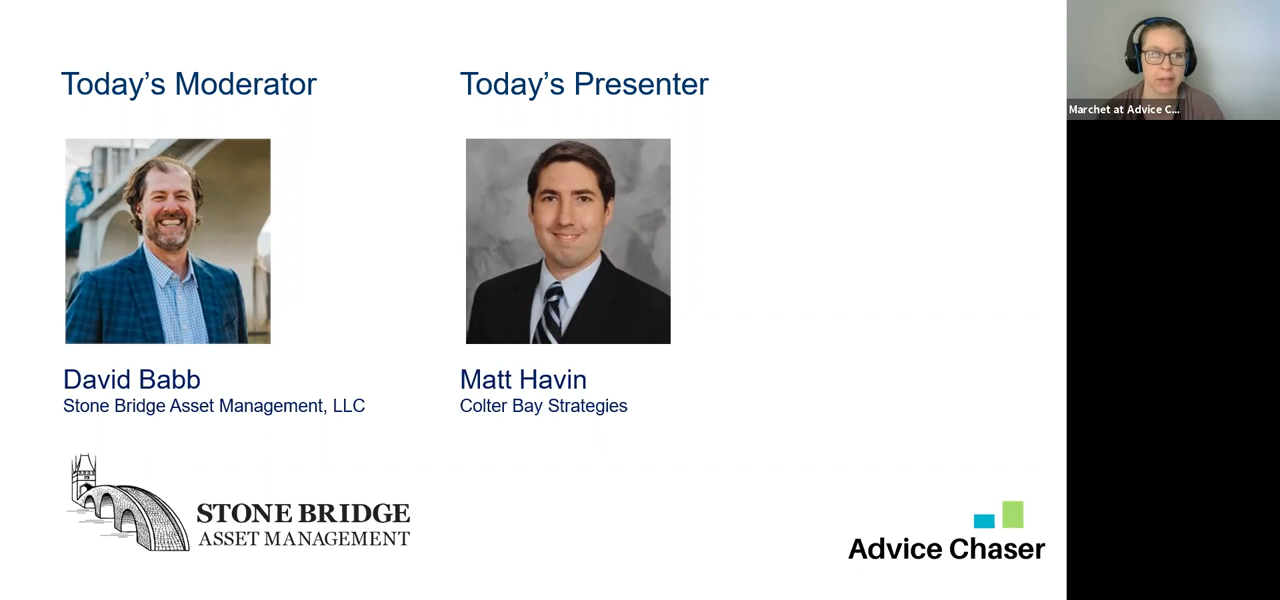 Today’s Moderator
Today’s Presenter
Marchet at Advice C...
David Babb
Stone Bridge Asset Management, LLC
Matt Havin
Colter Bay Strategies
STONE BRIDGE
ASSET MANAGEMENT
Advice Chaser